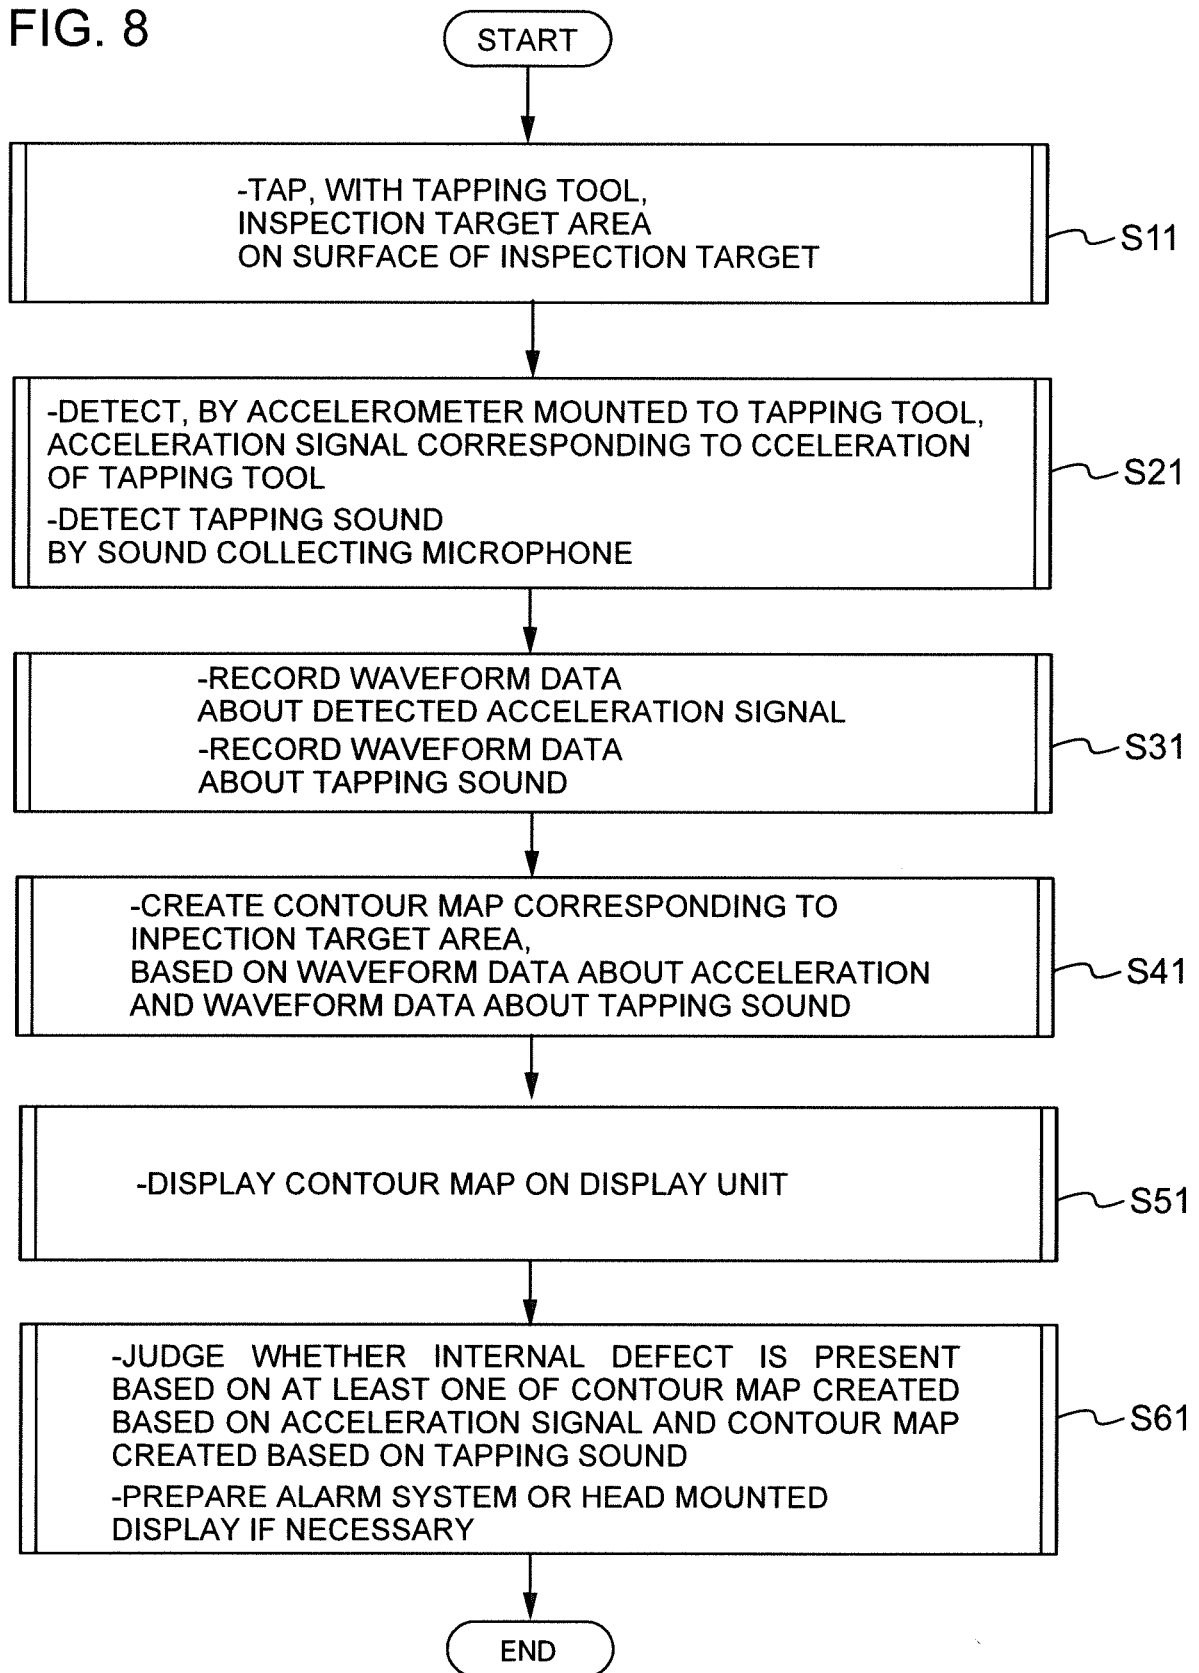 FIG. 8
START
-TAP, WITH TAPPING TOOL,
INSPECTION TARGET AREA
ON SURFACE OF INSPECTION TARGET
S11
-DETECT, BY ACCELEROMETER MOUNTED TO TAPPING TOOL,
ACCELERATION SIGNAL CORRESPONDING TO CCELERATION
OF TAPPING TOOL
-DETECT TAPPING SOUND
BY SOUND COLLECTING MICROPHONE
S21
-RECORD WAVEFORM DATA
ABOUT DETECTED ACCELERATION SIGNAL
-RECORD WAVEFORM DATA
ABOUT TAPPING SOUND
S31
-CREATE CONTOUR MAP CORRESPONDING TO
INPECTION TARGET AREA,
BASED ON WAVEFORM DATA ABOUT ACCELERATION
AND WAVEFORM DATA ABOUT TAPPING SOUND
S41
-DISPLAY CONTOUR MAP ON DISPLAY UNIT
S51
-JUDGE WHETHER INTERNAL DEFECT IS PRESENT
BASED ON AT LEAST ONE OF CONTOUR MAP CREATED
BASED ON ACCELERATION SIGNAL AND CONTOUR MAP
CREATED BASED ON TAPPING SOUND
-PREPARE ALARM SYSTEM OR HEAD MOUNTED
DISPLAY IF NECESSARY
S61
END